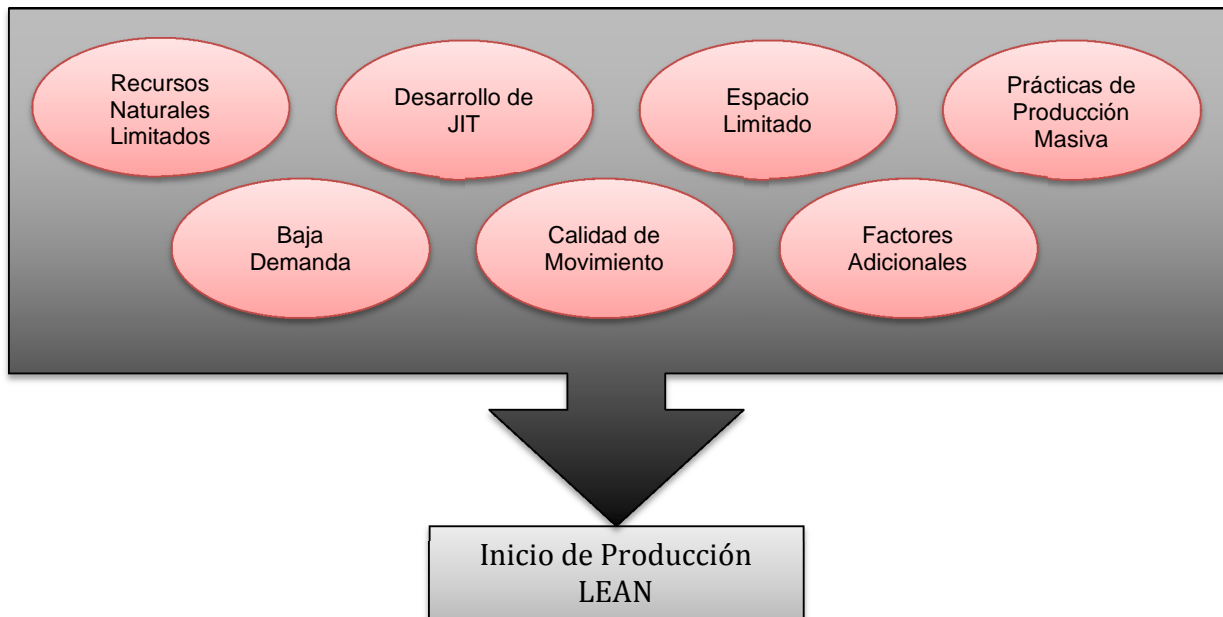 Recursos
Naturales
Limitados
Desarrollo de
JIT
Espacio
Limitado
Prácticas de
Producción
Masiva
Baja
Demanda
Calidad de
Movimiento
Factores
Adicionales
Inicio de Producción
LEAN